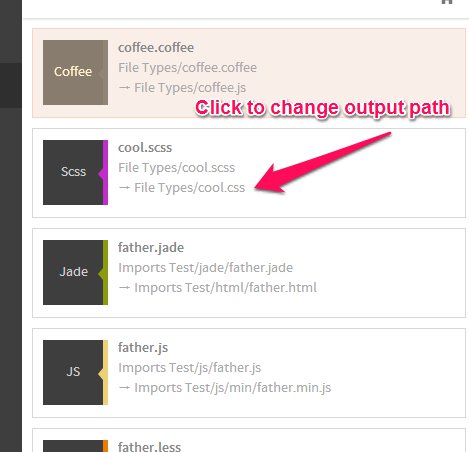 Coffee
coffee.coffee
File Types/coffee.coffee
→ File Types/coffee.js
Click to change output path
Scss
cool.scss
File Types/cool.scss
→ File Types/cool.css
Jade
father.jade
Imports Test/jade/father.jade
→ Imports Test/html/father.html
JS
father.js
Imports Test/js/father.js
→ Imports Test/js/min/father.min.js
father.less